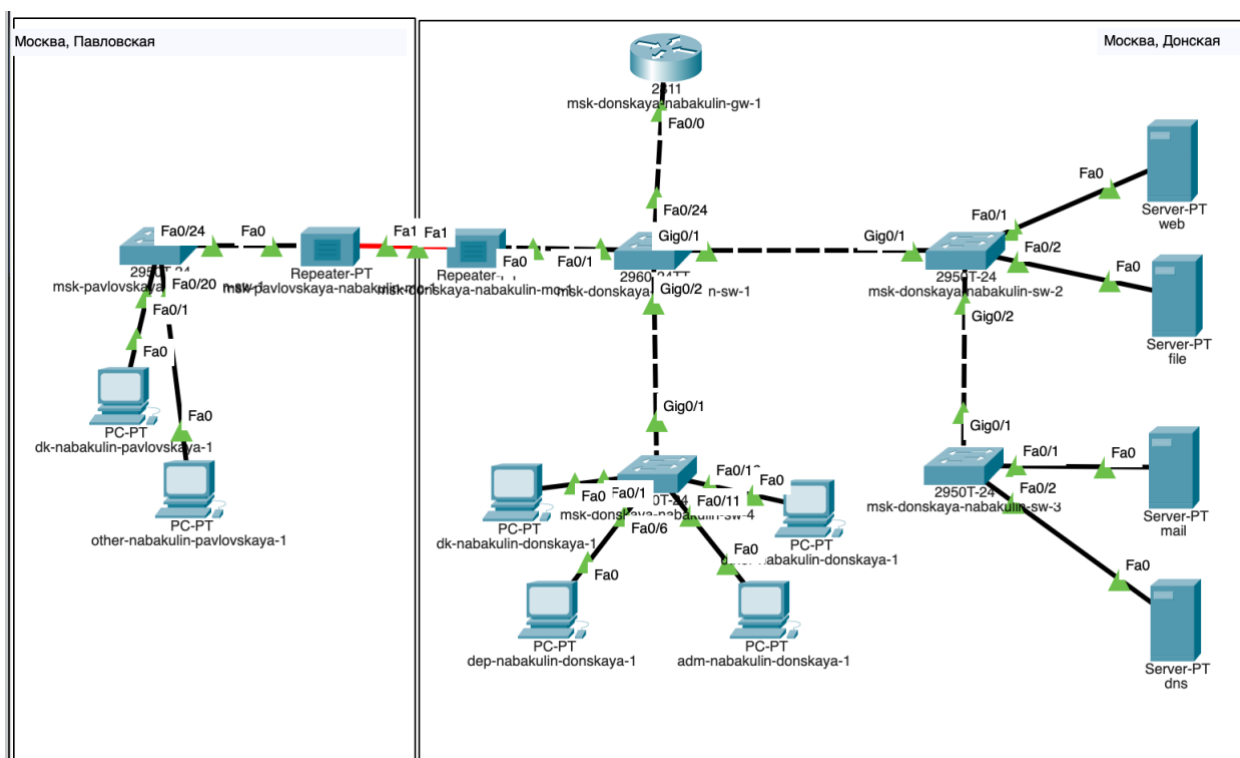 Москва, Павловская
Москва, Донская
msk-donskaya-nabakulin-gw-1
Fa0/0
Fa0/24
Fa0/24
Fa0
Fa1
Fa1
Fa0
Fa0/1
Gig0/1
Gig0/1
Fa0/1
Fa0
Server-PT
web
Repeater-PT
2950T-24
msk-donskaya-nabakulin-sw-2
Fa0/2
Fa0
Fa0/20
Fa0/1
Gig0/2
Gig0/2
Server-PT
file
Fa0
PC-PT
dk-nabakulin-pavlovskaya-1
Fa0
PC-PT
other-nabakulin-pavlovskaya-1
Gig0/1
Gig0/1
Fa0/1
Fa0
2950T-24
msk-donskaya-nabakulin-sw-3
Fa0/2
Server-PT
mail
Fa0
Fa0/1
Fa0/11
Fa0
Fa0/6
PC-PT
dk-nabakulin-donskaya-1
PC-PT
Fa0
Fa0
PC-PT
dep-nabakulin-donskaya-1
PC-PT
adm-nabakulin-donskaya-1
Fa0
Server-PT
dns